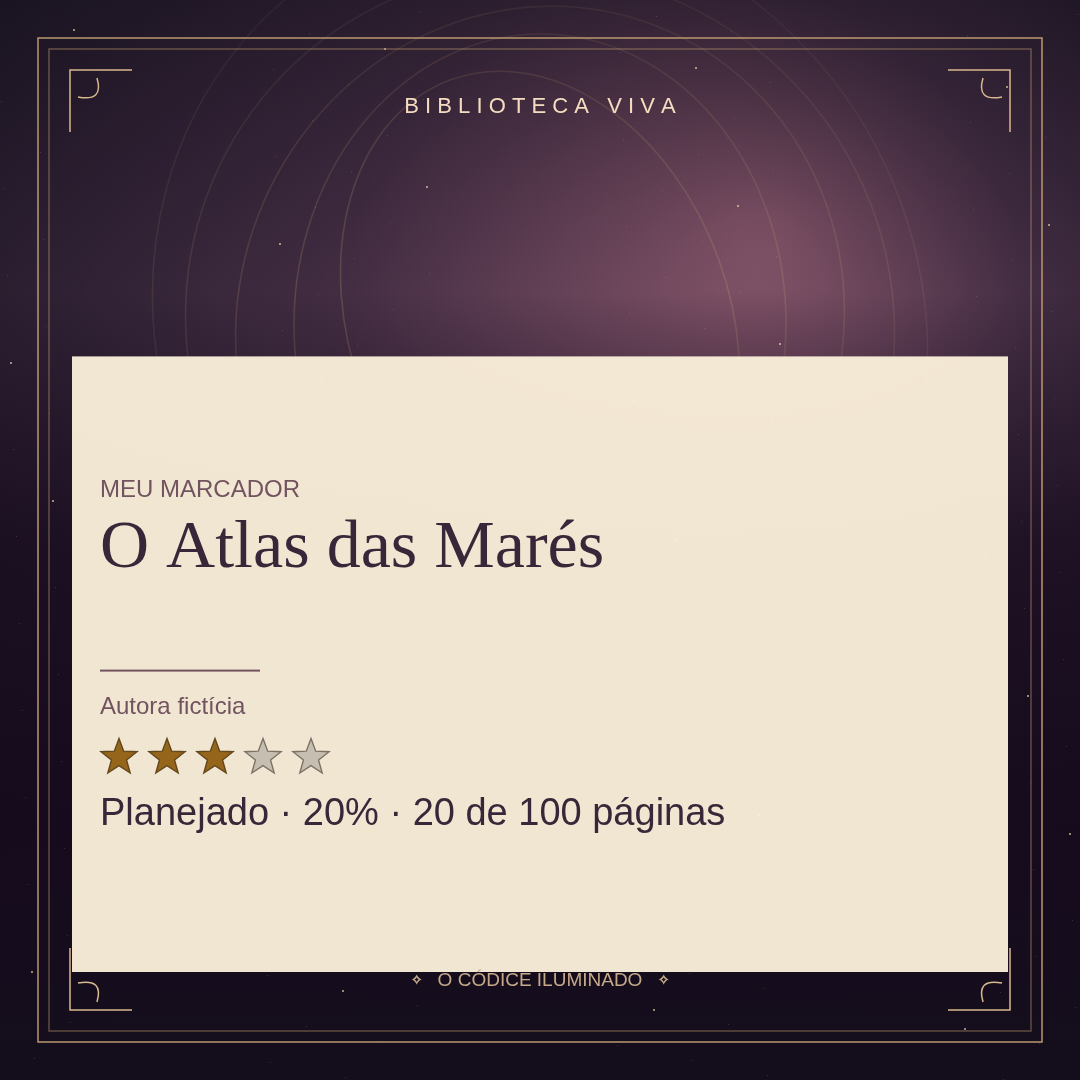 BIBLIOTECA VIVA
MEU MARCADOR
O Atlas das Marés
Autora fictícia
Planejado · 20% · 20 de 100 páginas
✧ O CÓDICE ILUMINADO ✧